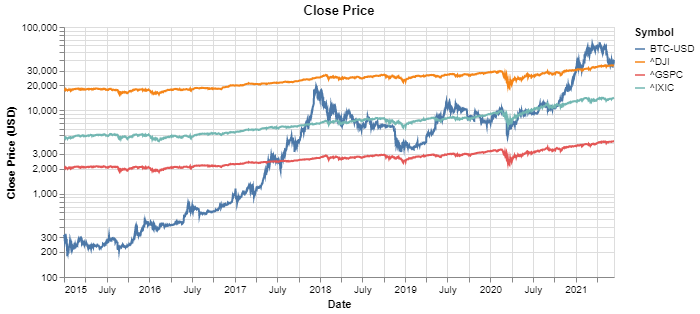 Close Price
Symbol
BTC-USD
^DJI
^GSPC
^IXIC
Close Price (USD)
100,000
30,000
20,000
10,000
3,000
2,000
1,000
300
200
100
2015 July 2016 July 2017 July 2018 July 2019 July 2020 July 2021
Date